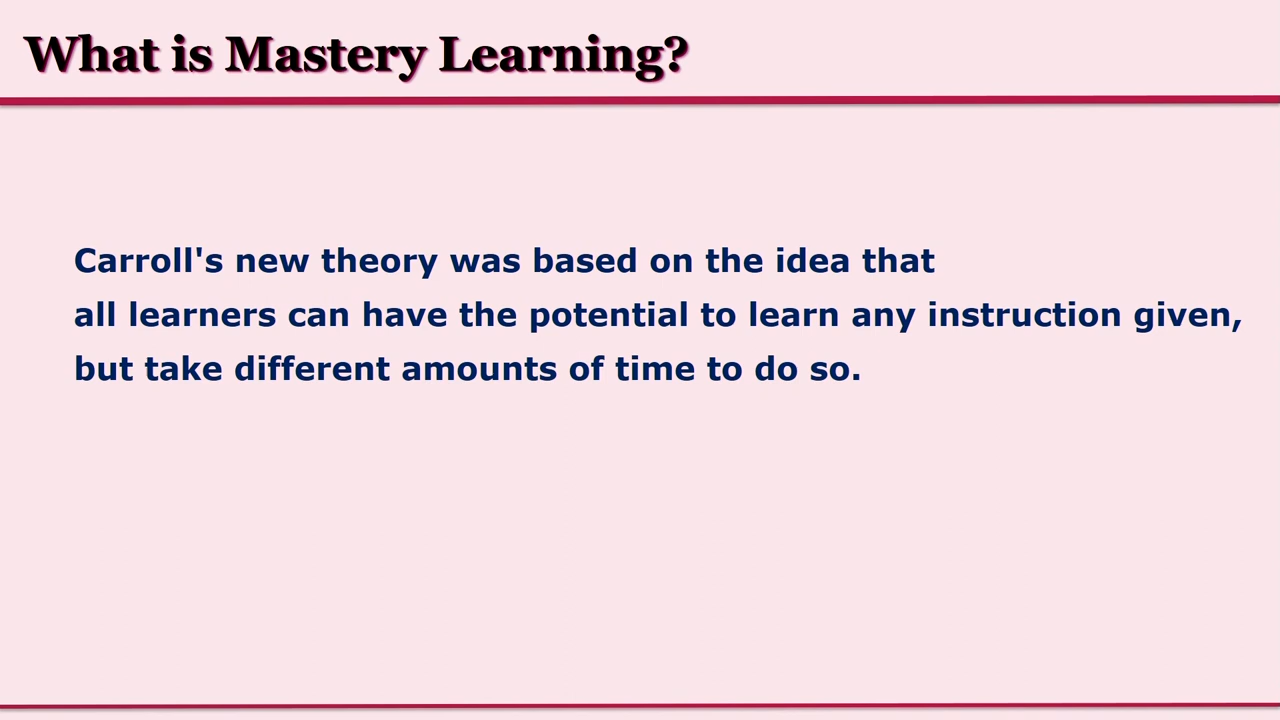 What is Mastery Learning?
Carroll's new theory was based on the idea that
all learners can have the potential to learn any instruction given,
but take different amounts of time to do so.